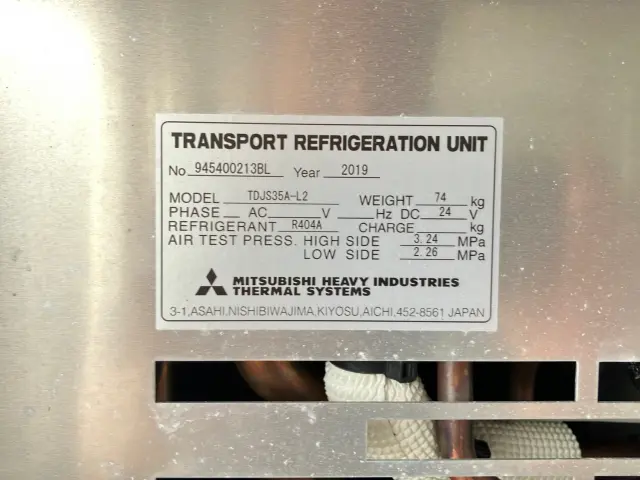 TRANSPORT REFRIGERATION UNIT
No 945400213BL Year 2019
MODEL TDJS35A-L2 WEIGHT 74 kg
PHASE AC V Hz DC 24 V
REFRIGERANT R404A CHARGE kg
AIR TEST PRESS. HIGH SIDE 3.24 MPa
LOW SIDE 2.26 MPa
MITSUBISHI HEAVY INDUSTRIES
THERMAL SYSTEMS
3-1,ASAHI,NISHIBIWAJIMA,KIYOSU,AICHI,452-8561 JAPAN